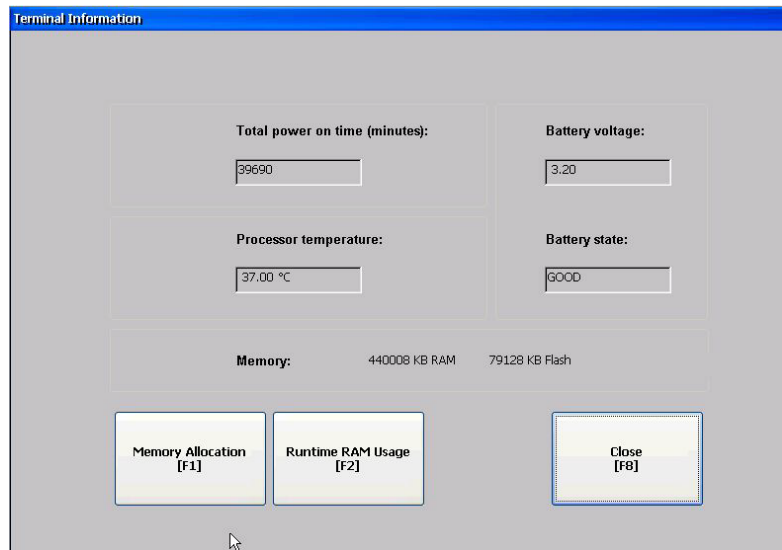 Terminal Information
Total power on time (minutes):
39690
Battery voltage:
3.20
Processor temperature:
37.00 °C
Battery state:
GOOD
Memory: 440008 KB RAM 79128 KB Flash
Memory Allocation
[F1]
Runtime RAM Usage
[F2]
Close
[F8]